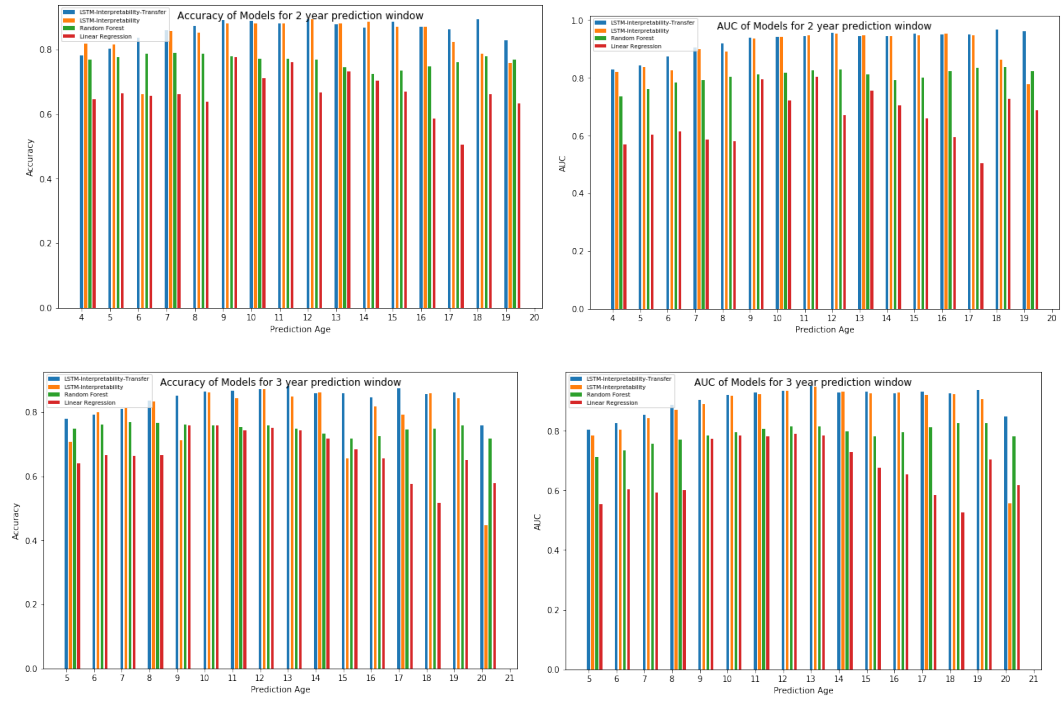 Accuracy of Models for 2 year prediction window
LSTM-Interpretability-Transfer
LSTM-Interpretability
Random Forest
Linear Regression
Accuracy
0.8
0.6
0.4
0.2
0.0
4 5 6 7 8 9 10 11 12 13 14 15 16 17 18 19 20
Prediction Age
AUC of Models for 2 year prediction window
LSTM-Interpretability-Transfer
LSTM-Interpretability
Random Forest
Linear Regression
AUC
1.0
0.8
0.6
0.4
0.2
0.0
4 5 6 7 8 9 10 11 12 13 14 15 16 17 18 19 20
Prediction Age
Accuracy of Models for 3 year prediction window
LSTM-Interpretability-Transfer
LSTM-Interpretability
Random Forest
Linear Regression
Accuracy
0.8
0.6
0.4
0.2
0.0
5 6 7 8 9 10 11 12 13 14 15 16 17 18 19 20 21
Prediction Age
AUC of Models for 3 year prediction window
LSTM-Interpretability-Transfer
LSTM-Interpretability
Random Forest
Linear Regression
AUC
0.8
0.6
0.4
0.2
0.0
5 6 7 8 9 10 11 12 13 14 15 16 17 18 19 20 21
Prediction Age